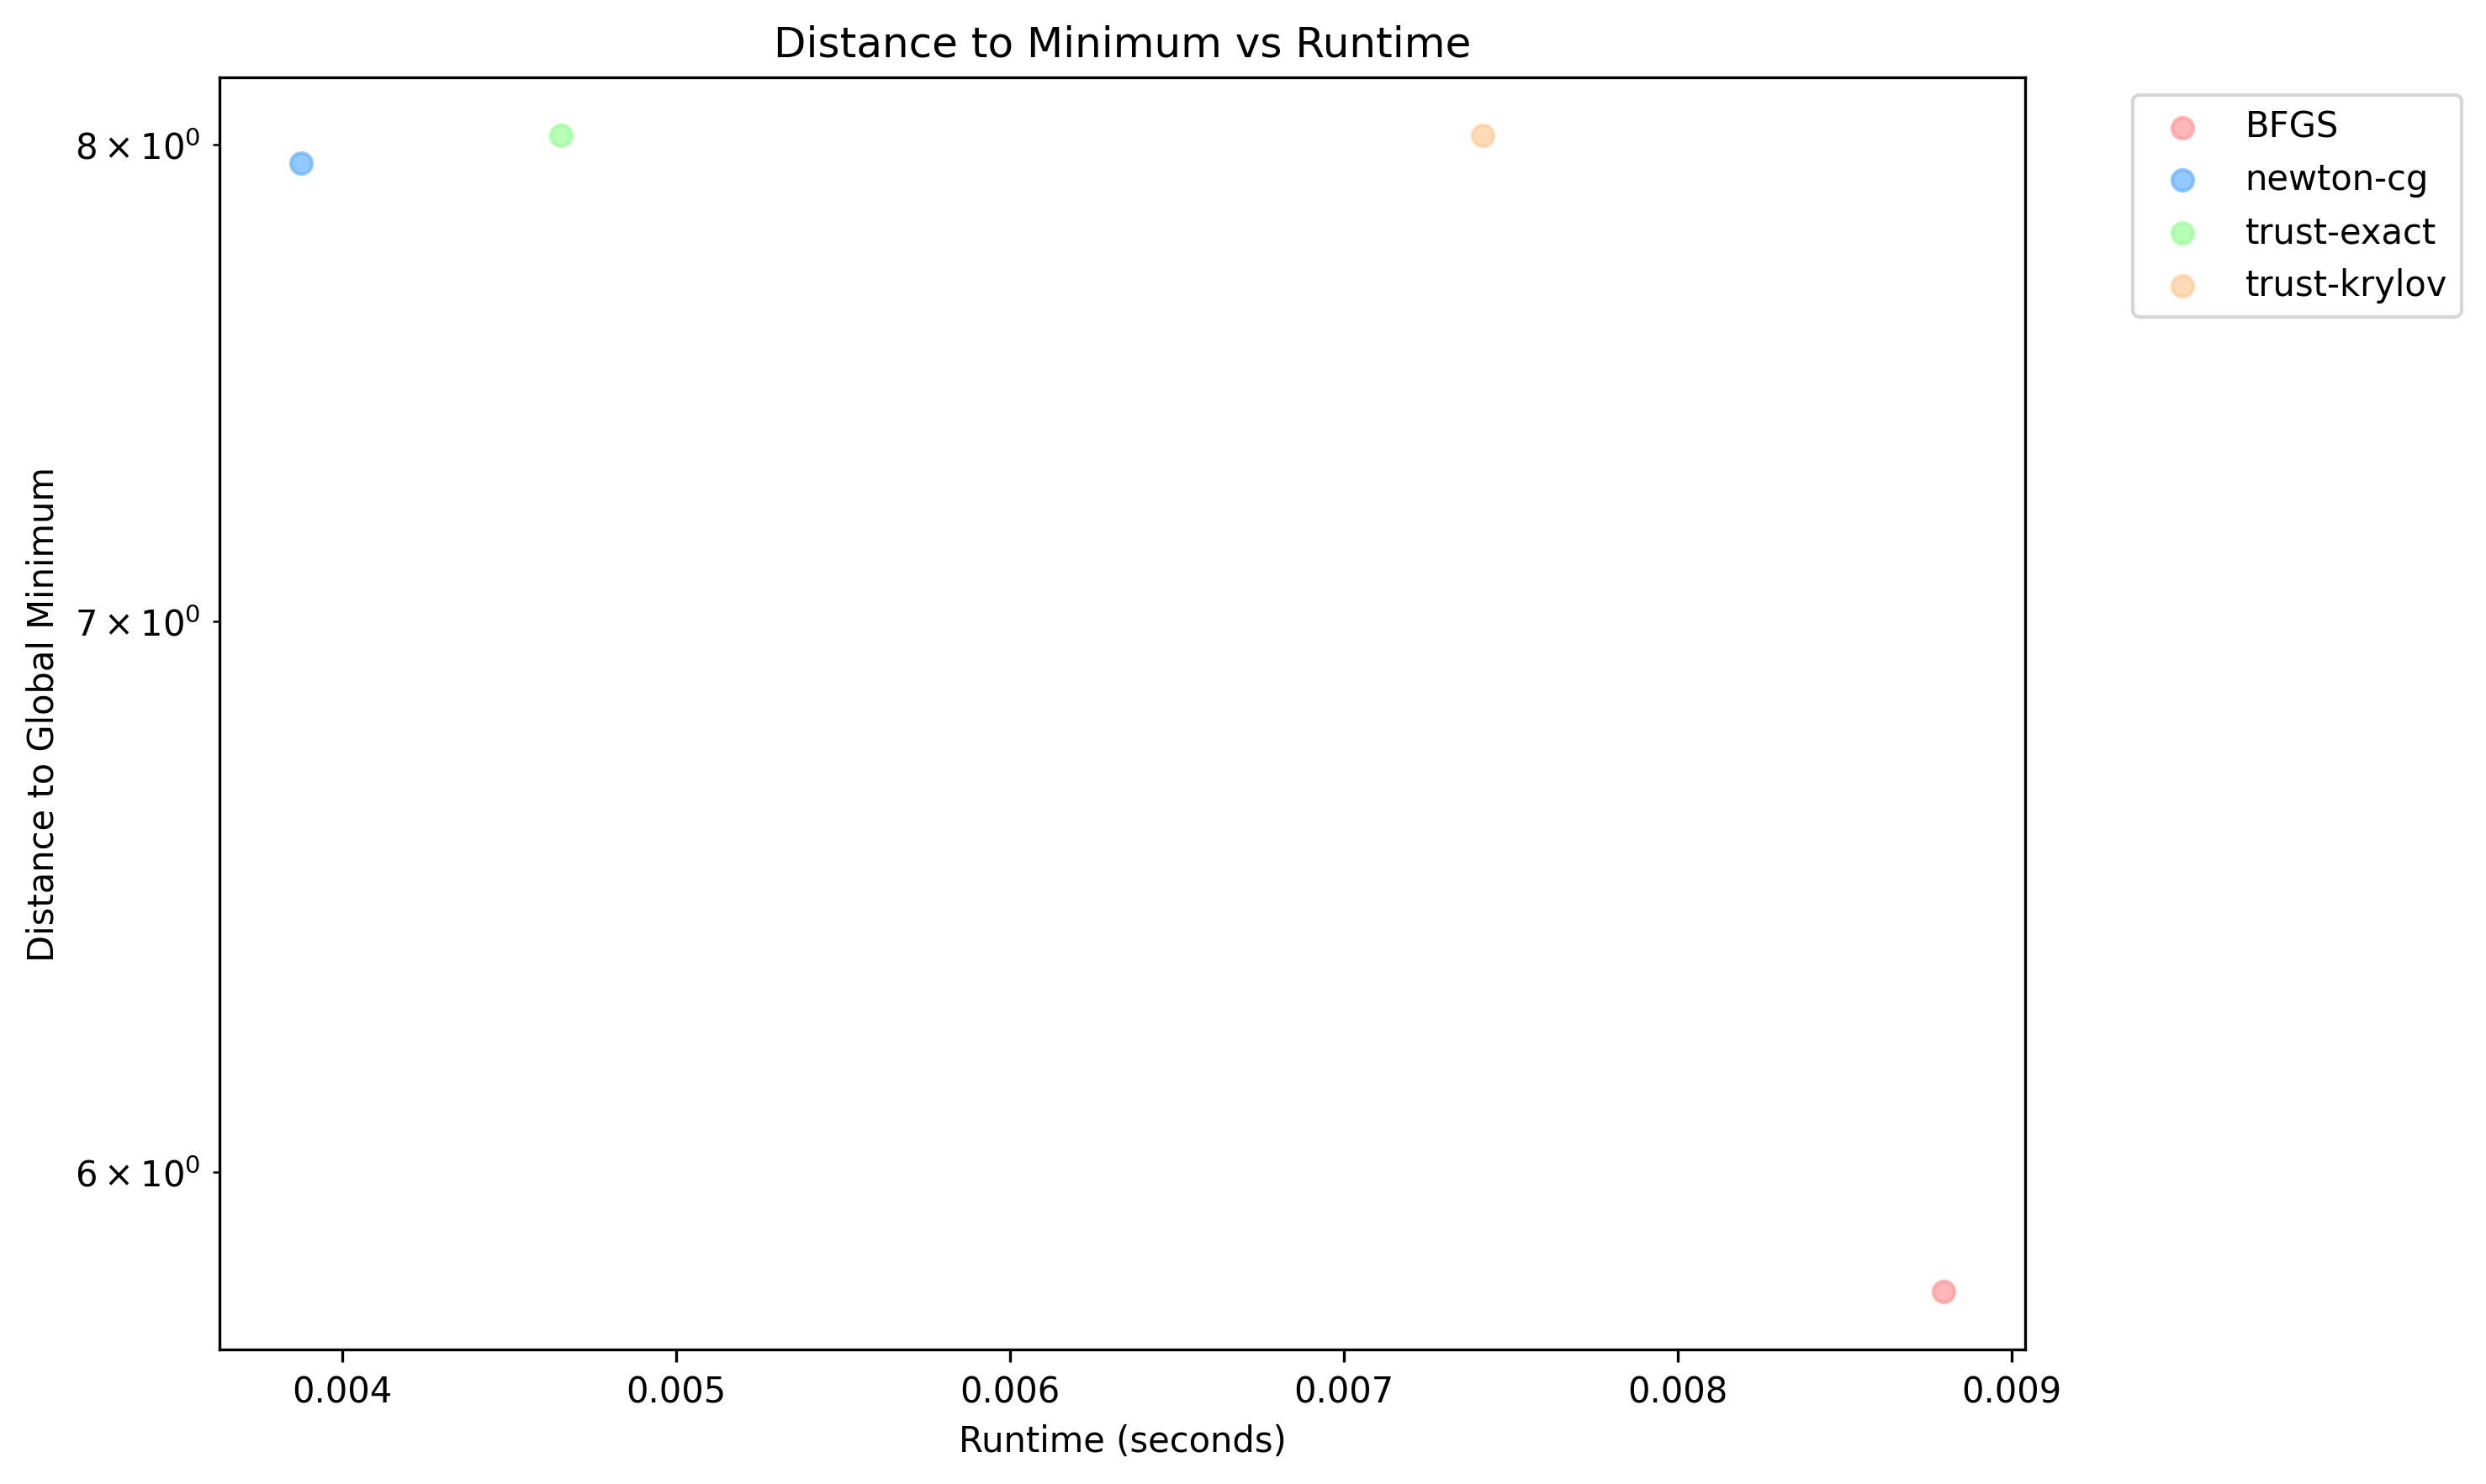 Distance to Minimum vs Runtime
8 × 10⁰
7 × 10⁰
6 × 10⁰
Distance to Global Minimum
0.004
0.005
0.006
0.007
0.008
0.009
Runtime (seconds)
BFGS
newton-cg
trust-exact
trust-krylov